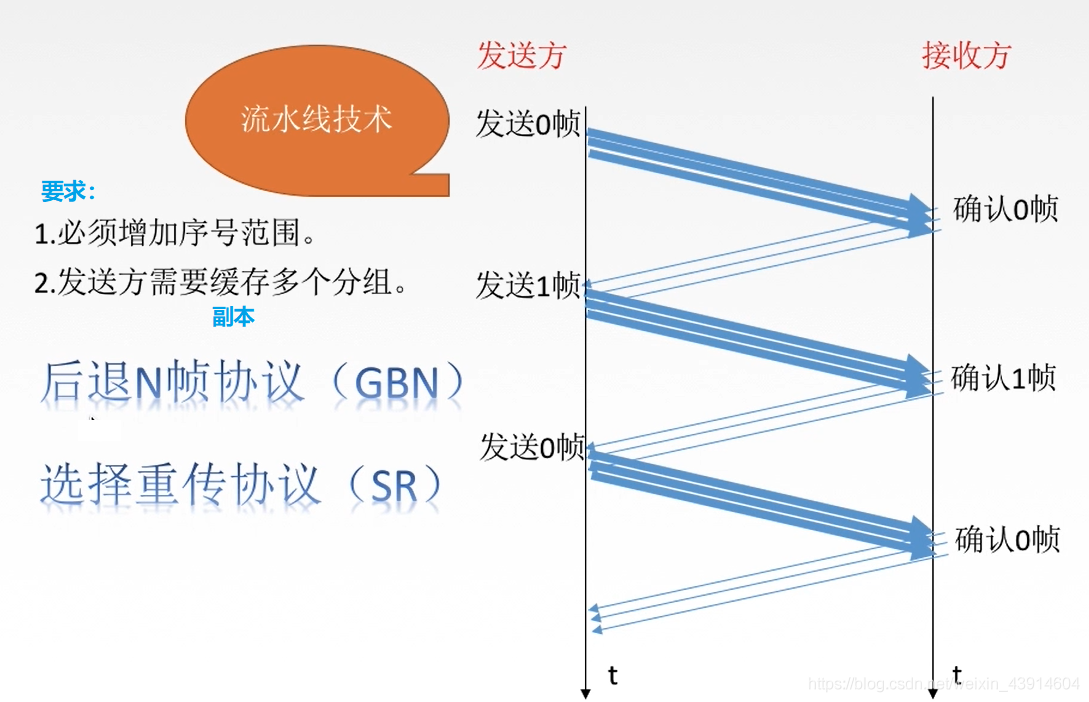 流水线技术
要求：
1.必须增加序号范围。
2.发送方需要缓存多个分组。
副本
后退N帧协议（GBN）
选择重传协议（SR）
发送方
接收方
发送0帧
确认0帧
发送1帧
确认1帧
发送0帧
确认0帧
t
t
https://blog.csdn.net/weixin_43914604